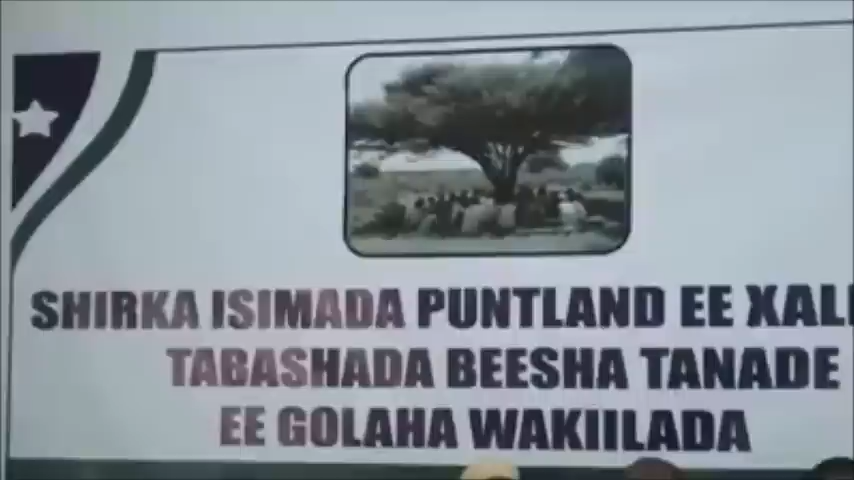 SHIRKA ISIMADA PUNTLAND EE
TABASHADA BEESHA TANADE
EE GOLAHA WAKIILADA